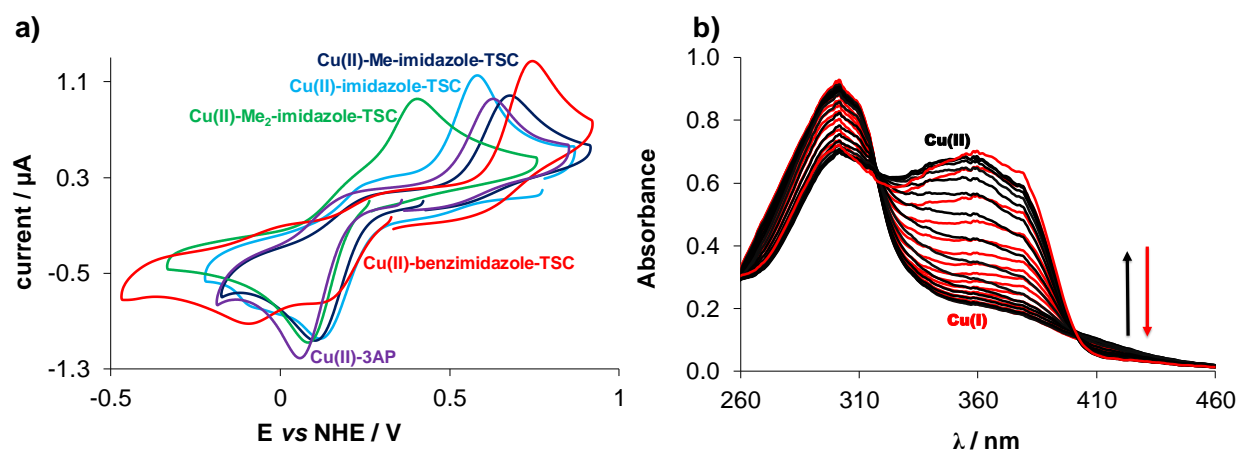 a)
Cu(II)-Me-imidazole-TSC
Cu(II)-imidazole-TSC
Cu(II)-Me₂-imidazole-TSC
Cu(II)-benzimidazole-TSC
Cu(II)-3AP
current / µA
1.1
0.3
-0.5
-1.3
-0.5
0
0.5
1
E vs NHE / V
b)
Cu(II)
Cu(I)
Absorbance
1.0
0.8
0.6
0.4
0.2
0.0
260
310
360
410
460
λ / nm